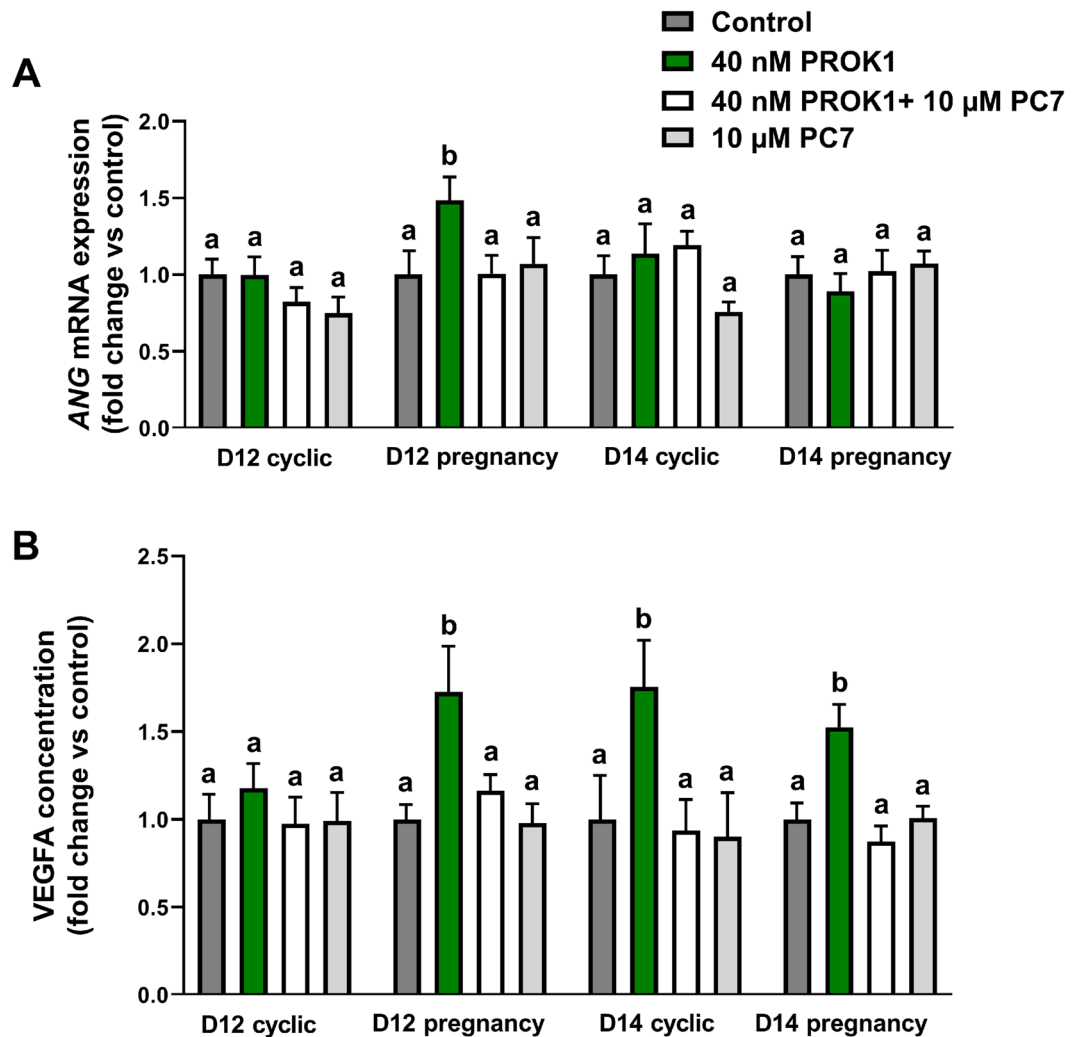 Control
40 nM PROK1
40 nM PROK1+ 10 µM PC7
10 µM PC7
A
ANG mRNA expression
(fold change vs control)
2.0
1.5
1.0
0.5
0.0
a a a a
a b a a
a a a a
a a a a
D12 cyclic D12 pregnancy D14 cyclic D14 pregnancy
B
VEGFA concentration
(fold change vs control)
2.5
2.0
1.5
1.0
0.5
0.0
a a a a
a b a a
a b a a
a b a a
D12 cyclic D12 pregnancy D14 cyclic D14 pregnancy